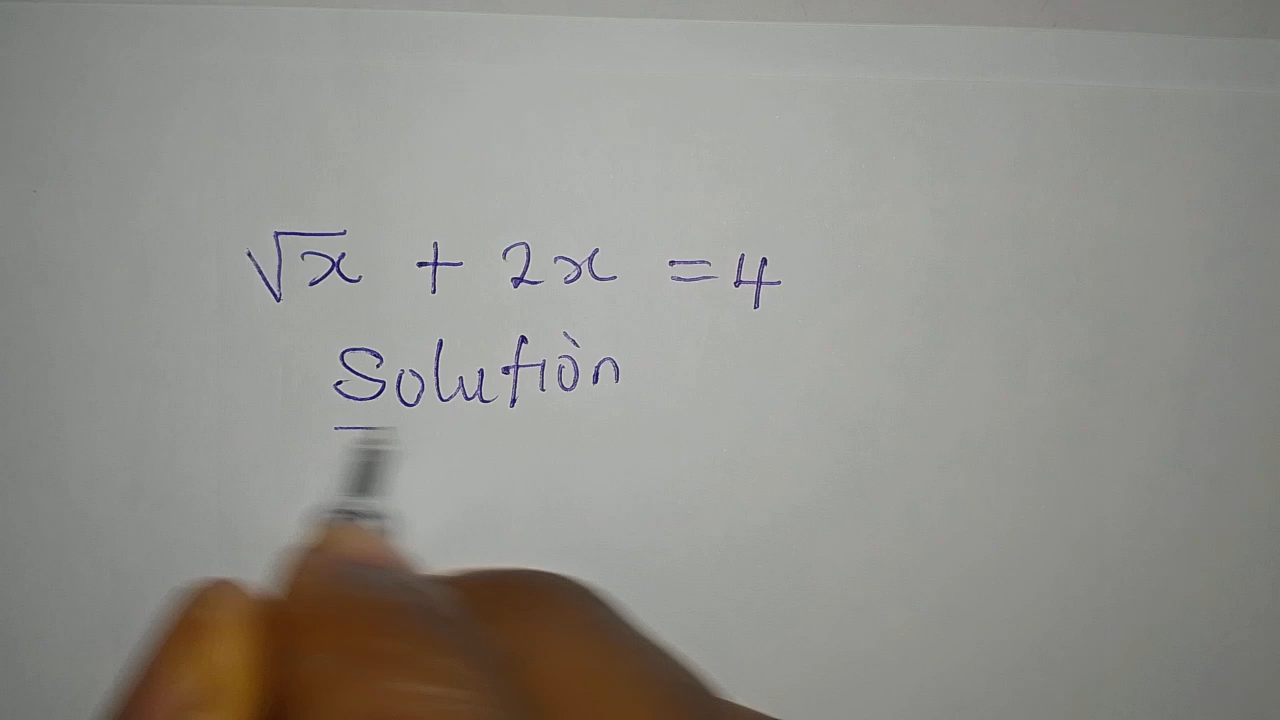 √x + 2x = 4
Solution